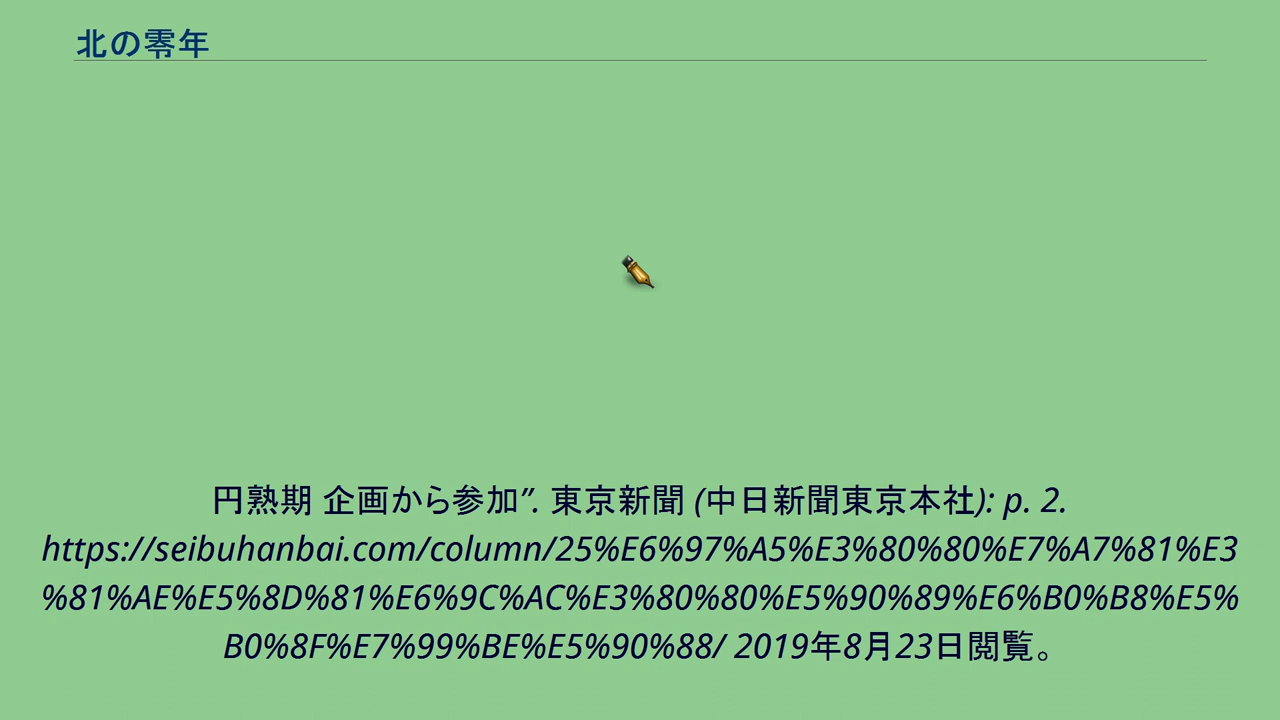 北の零年
円熟期 企画から参加”. 東京新聞 (中日新聞東京本社): p. 2.
https://seibuhanbai.com/column/25%E6%97%A5%E3%80%80%E7%A7%81%E3
%81%AE%E5%8D%81%E6%9C%AC%E3%80%80%E5%90%89%E6%B0%B8%E5%
B0%8F%E7%99%BE%E5%90%88/ 2019年8月23日閲覧。